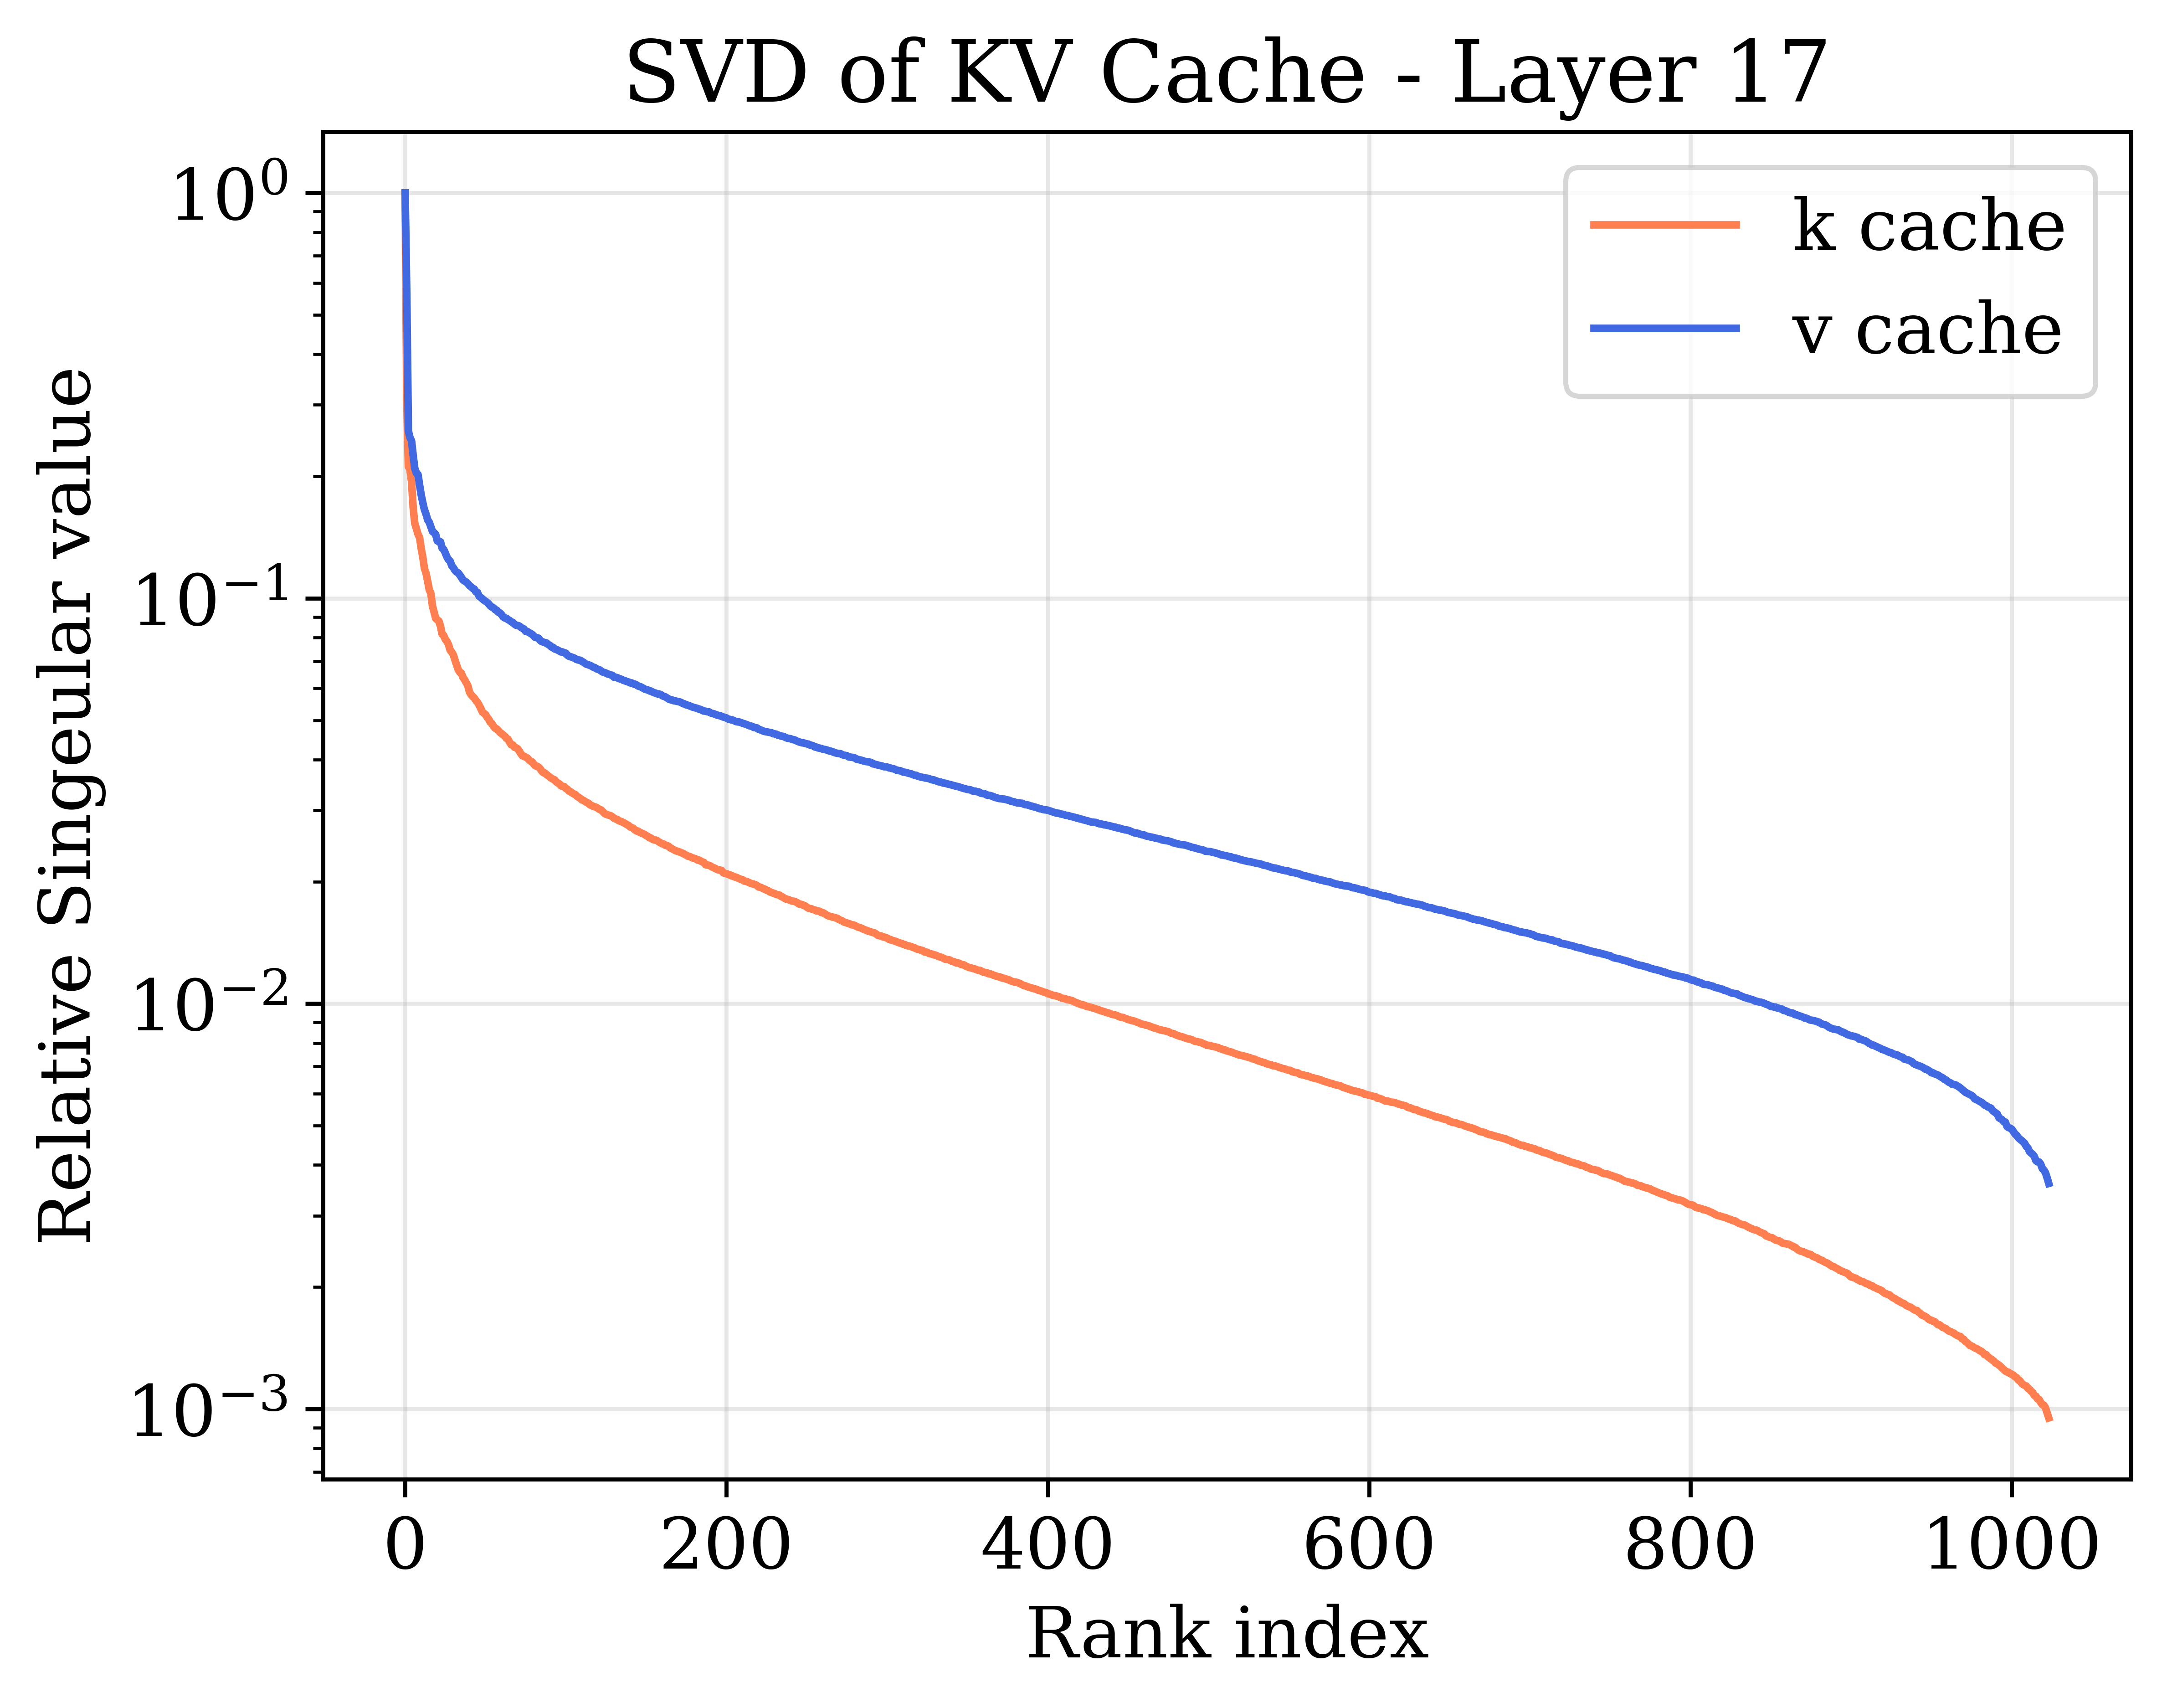 SVD of KV Cache - Layer 17
k cache
v cache
Relative Singeular value
10⁰
10⁻¹
10⁻²
10⁻³
0 200 400 600 800 1000
Rank index